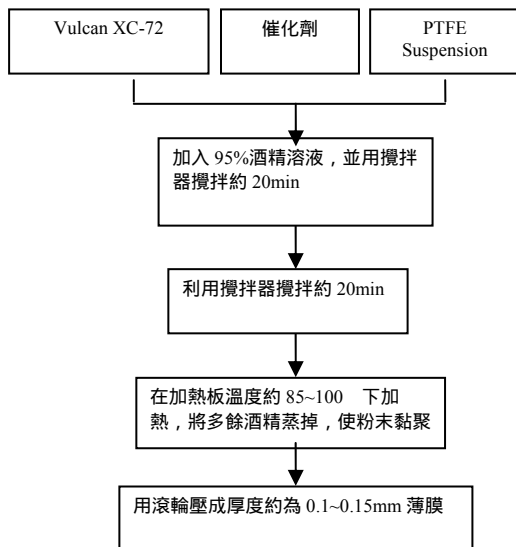 Vulcan XC-72
催化劑
PTFE
Suspension
加入 95%酒精溶液，並用攪拌
器攪拌約 20min
利用攪拌器攪拌約 20min
在加熱板溫度約 85~100 下加
熱，將多餘酒精蒸掉，使粉末黏聚
用滾輪壓成厚度約為 0.1~0.15mm 薄膜